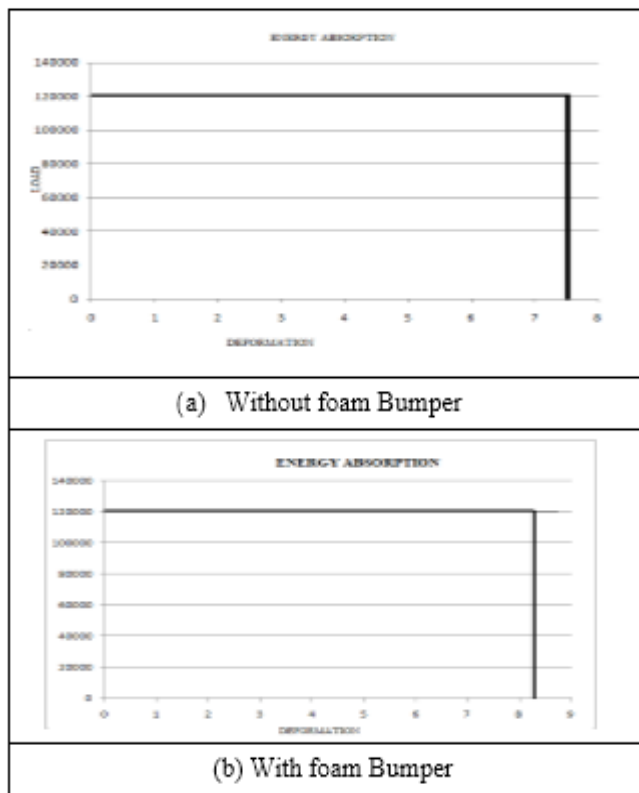 ENERGY ABSORPTION
140000
120000
100000
80000
60000
40000
20000
0
LOAD
0 1 2 3 4 5 6 7 8
DEFORMATION
(a) Without foam Bumper
ENERGY ABSORPTION
140000
120000
100000
80000
60000
40000
20000
0
0 1 2 3 4 5 6 7 8 9
DEFORMATION
(b) With foam Bumper